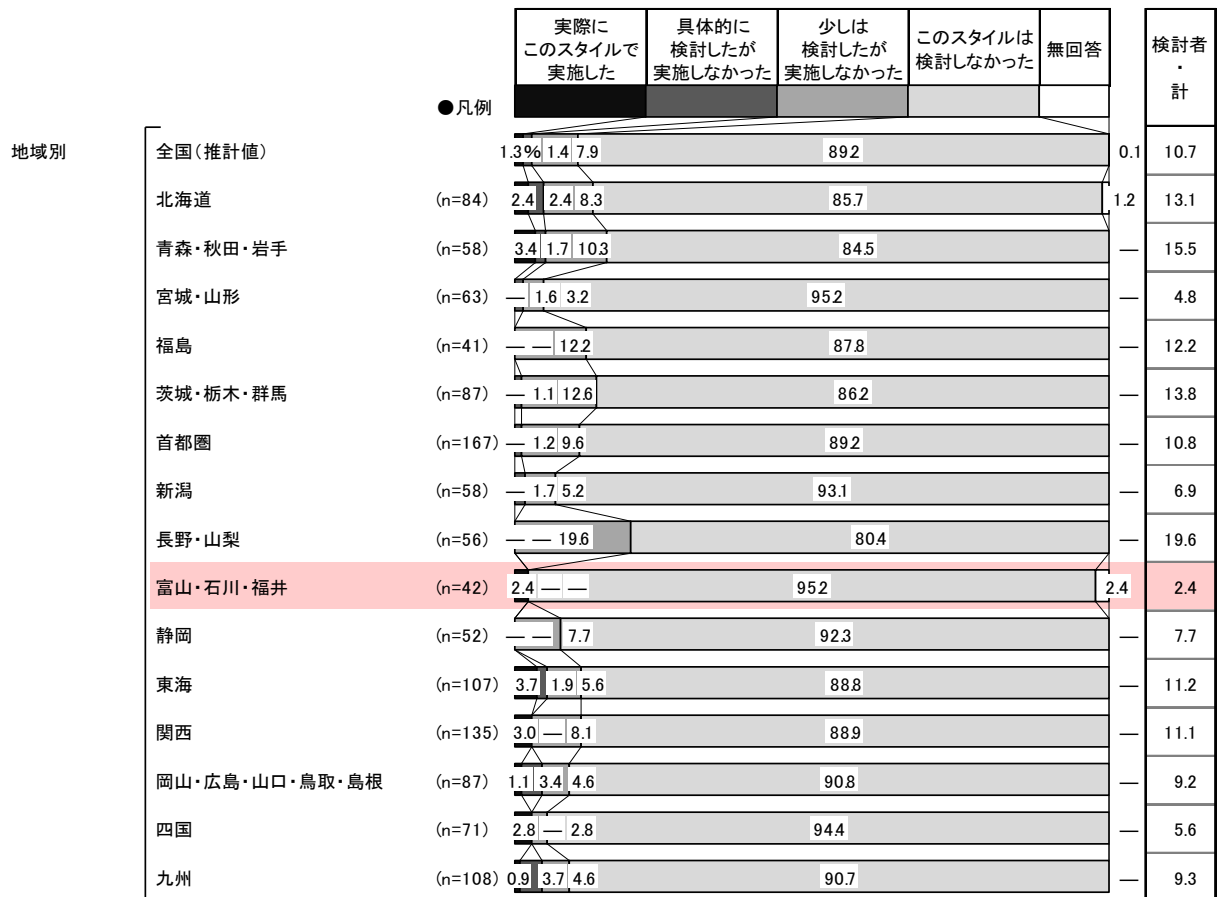 実際に
このスタイルで
実施した
具体的に
検討したが
実施しなかった
少しは
検討したが
実施しなかった
このスタイルは
検討しなかった
無回答
検討者
・
計
●凡例
地域別
全国(推計値) 1.3% 1.4 7.9 89.2 0.1 10.7
北海道 (n=84) 2.4 2.4 8.3 85.7 1.2 13.1
青森・秋田・岩手 (n=58) 3.4 1.7 10.3 84.5 — 15.5
宮城・山形 (n=63) — 1.6 3.2 95.2 — 4.8
福島 (n=41) — — 12.2 87.8 — 12.2
茨城・栃木・群馬 (n=87) — 1.1 12.6 86.2 — 13.8
首都圏 (n=167) — 1.2 9.6 89.2 — 10.8
新潟 (n=58) — 1.7 5.2 93.1 — 6.9
長野・山梨 (n=56) — — 19.6 80.4 — 19.6
富山・石川・福井 (n=42) 2.4 — — 95.2 2.4 2.4
静岡 (n=52) — — 7.7 92.3 — 7.7
東海 (n=107) 3.7 1.9 5.6 88.8 — 11.2
関西 (n=135) 3.0 — 8.1 88.9 — 11.1
岡山・広島・山口・鳥取・島根 (n=87) 1.1 3.4 4.6 90.8 — 9.2
四国 (n=71) 2.8 — 2.8 94.4 — 5.6
九州 (n=108) 0.9 3.7 4.6 90.7 — 9.3